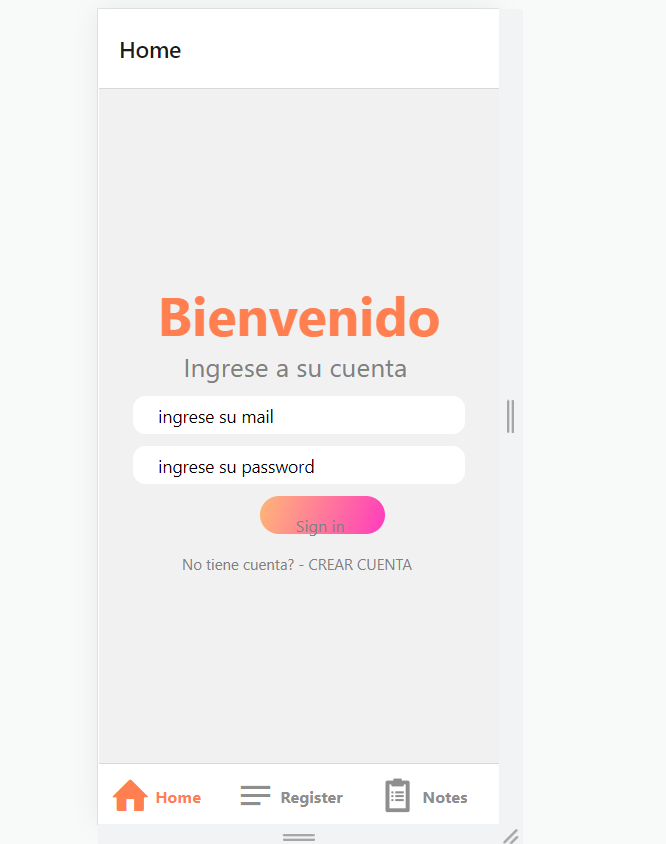 Home
Bienvenido
Ingrese a su cuenta
ingrese su mail
ingrese su password
Sign in
No tiene cuenta? - CREAR CUENTA
Home Register Notes